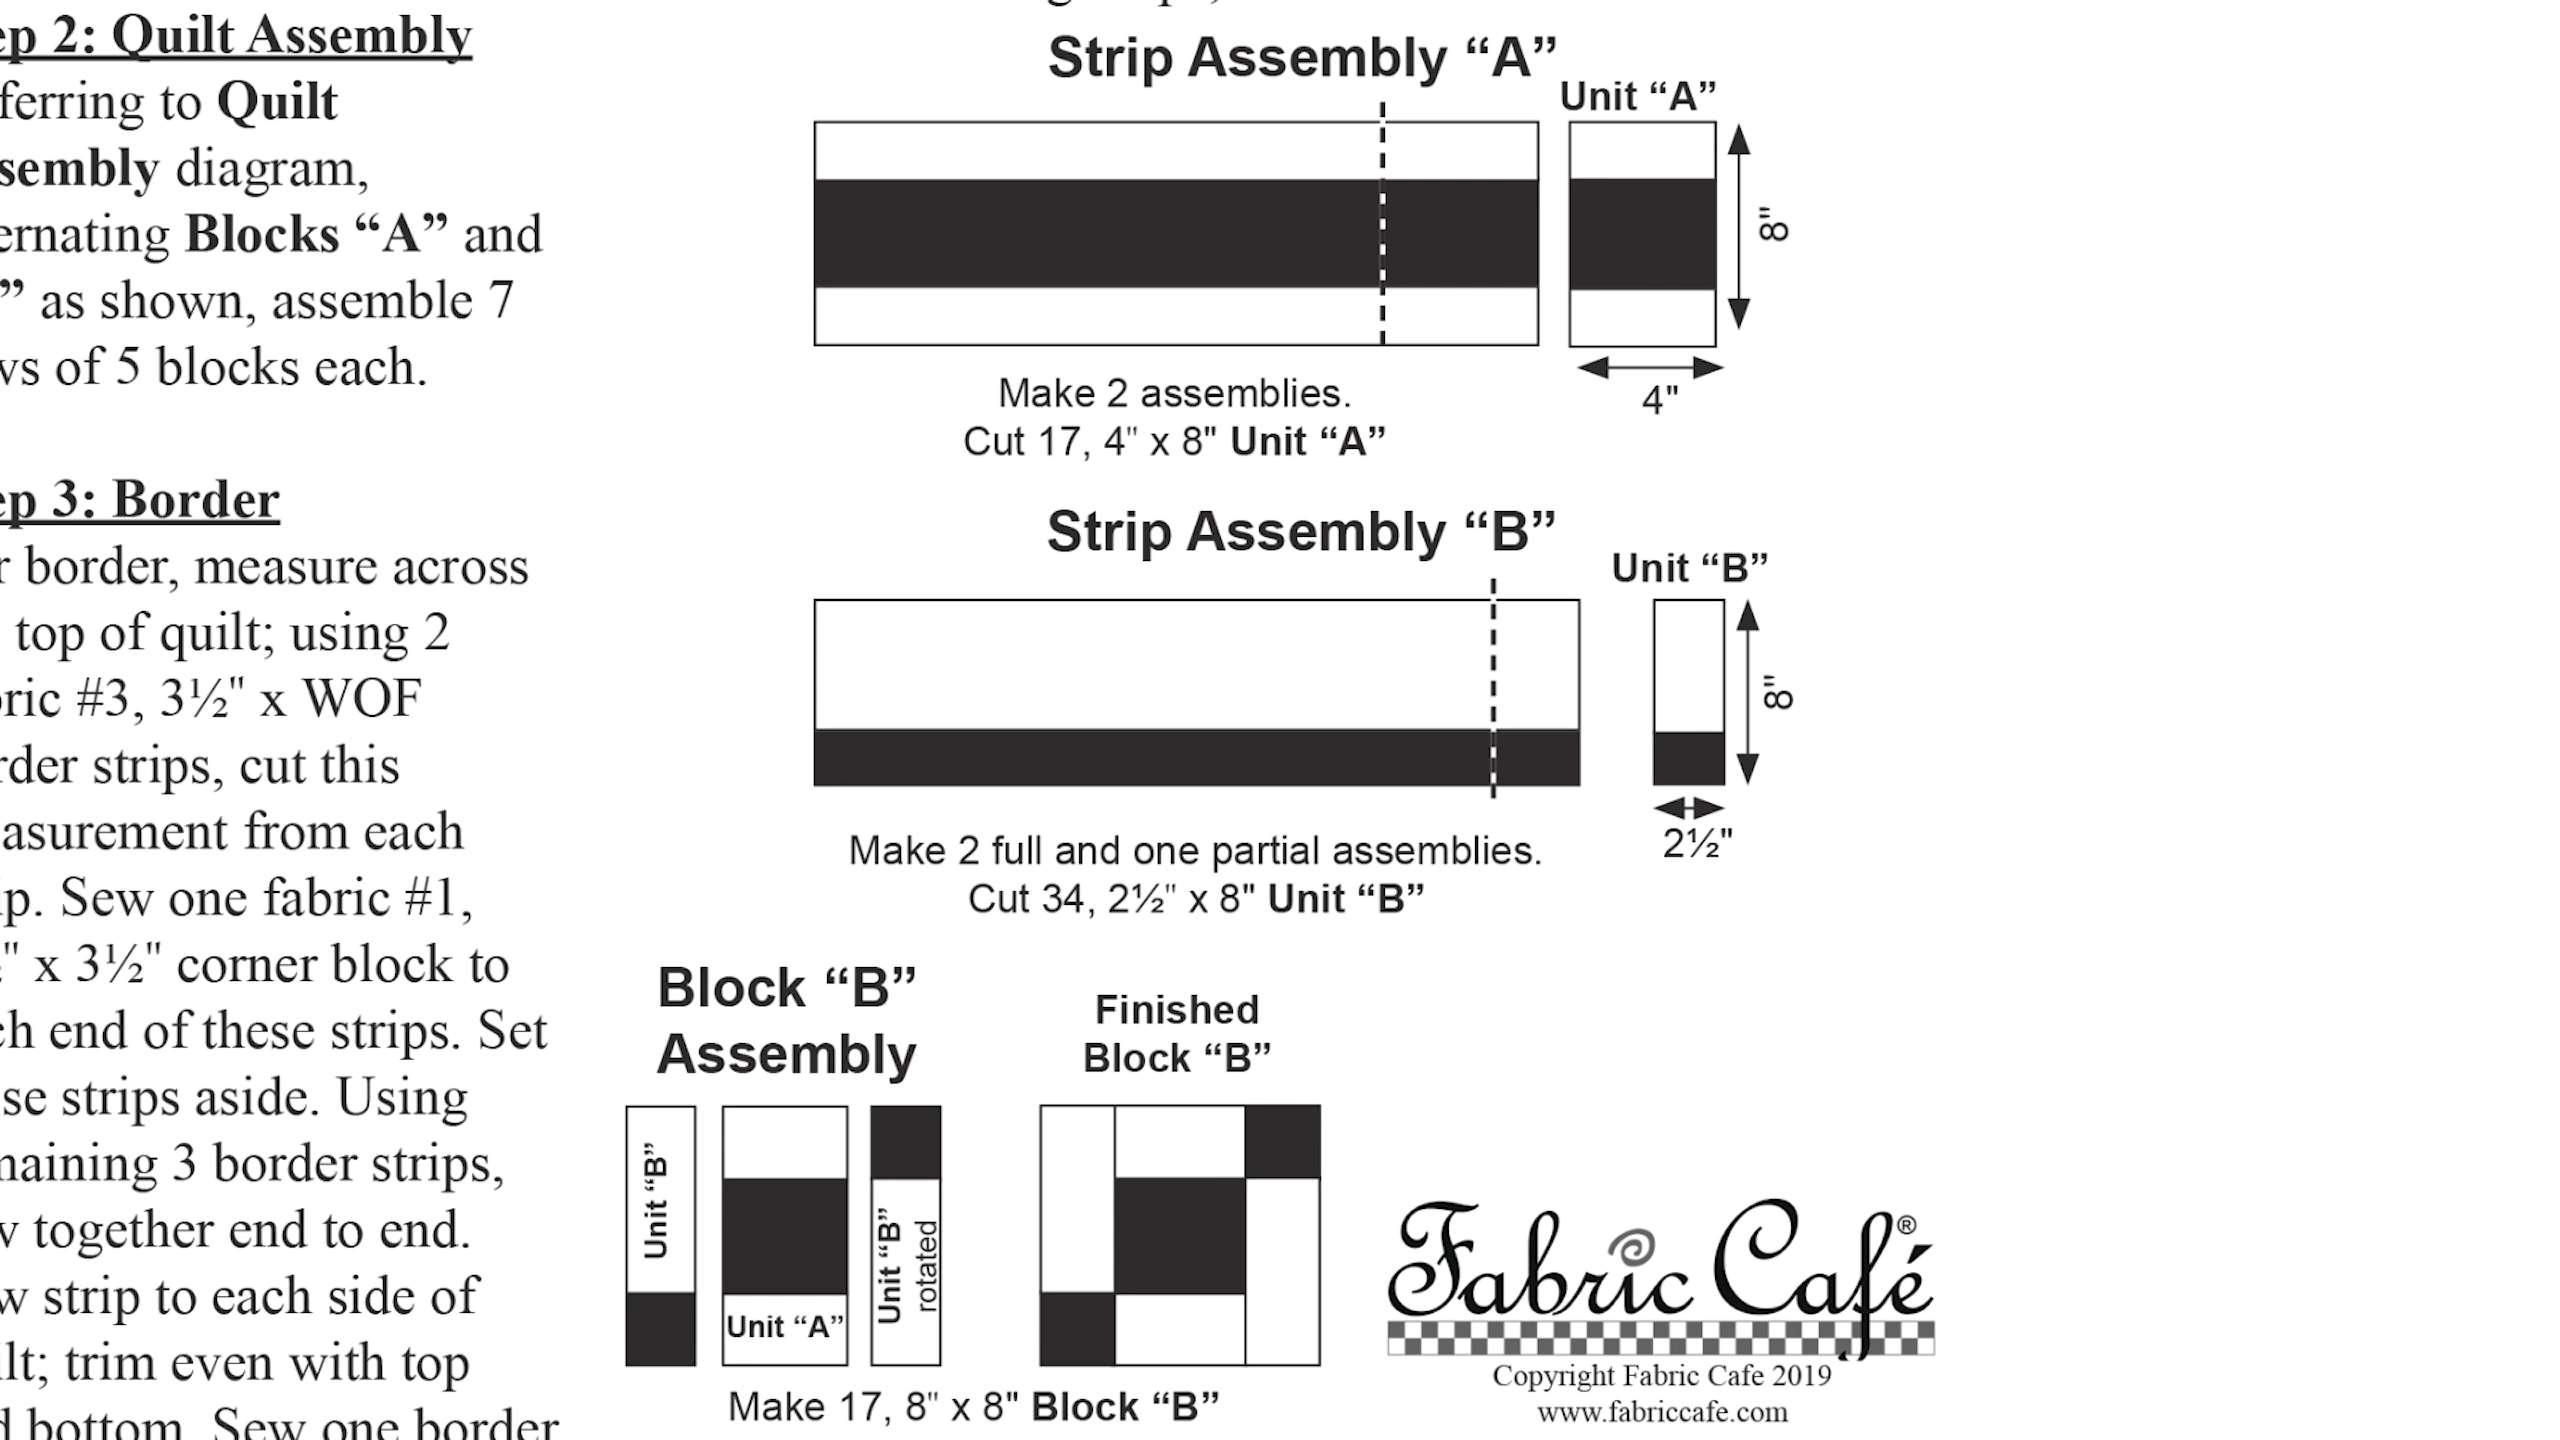 ep 2: Quilt Assembly
ferring to Quilt
sembly diagram,
ernating Blocks “A” and
” as shown, assemble 7
ws of 5 blocks each.
ep 3: Border
r border, measure across
top of quilt; using 2
ric #3, 3½" x WOF
rder strips, cut this
asurement from each
ip. Sew one fabric #1,
" x 3½" corner block to
ch end of these strips. Set
se strips aside. Using
maining 3 border strips,
w together end to end.
w strip to each side of
ilt; trim even with top
d bottom. Sew one border
Strip Assembly “A”
Unit “A”
8"
4"
Make 2 assemblies.
Cut 17, 4" x 8" Unit “A”
Strip Assembly “B”
Unit “B”
8"
2½"
Make 2 full and one partial assemblies.
Cut 34, 2½" x 8" Unit “B”
Block “B”
Assembly
Finished
Block “B”
Unit “B”
Unit “A”
Unit “B”
rotated
Make 17, 8" x 8" Block “B”
Fabric Café®
Copyright Fabric Cafe 2019
www.fabriccafe.com